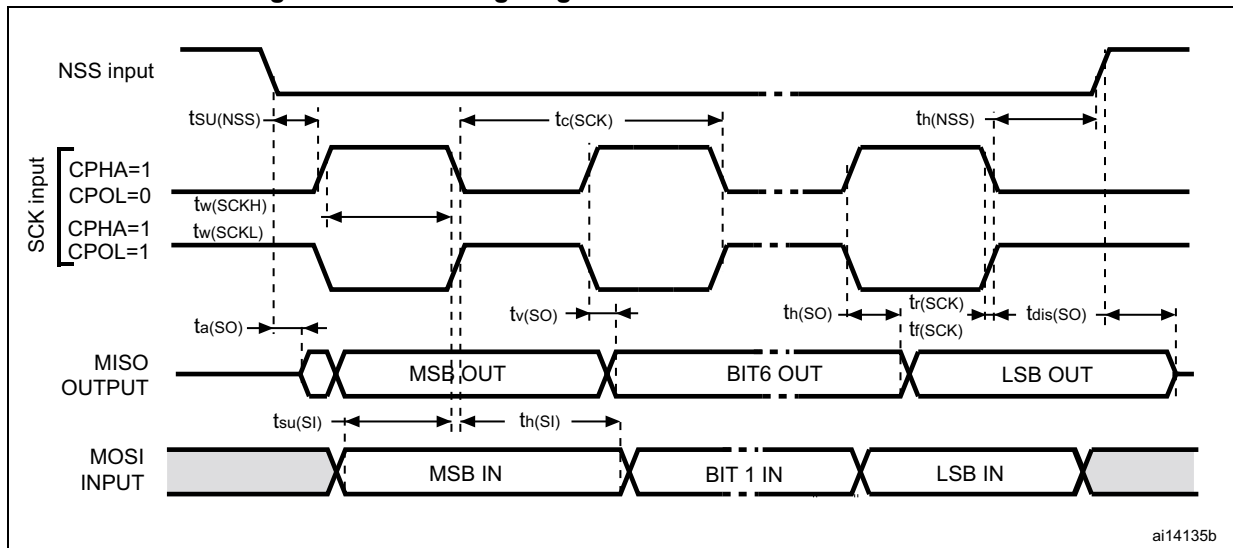 NSS input
tSU(NSS)
tc(SCK)
th(NSS)
SCK input
CPHA=1
CPOL=0
tw(SCKH)
CPHA=1
tw(SCKL)
CPOL=1
ta(SO)
tv(SO)
th(SO)
tr(SCK)
tf(SCK)
tdis(SO)
MISO
OUTPUT
MSB OUT
BIT6 OUT
LSB OUT
tsu(SI)
th(SI)
MOSI
INPUT
MSB IN
BIT 1 IN
LSB IN
ai14135b